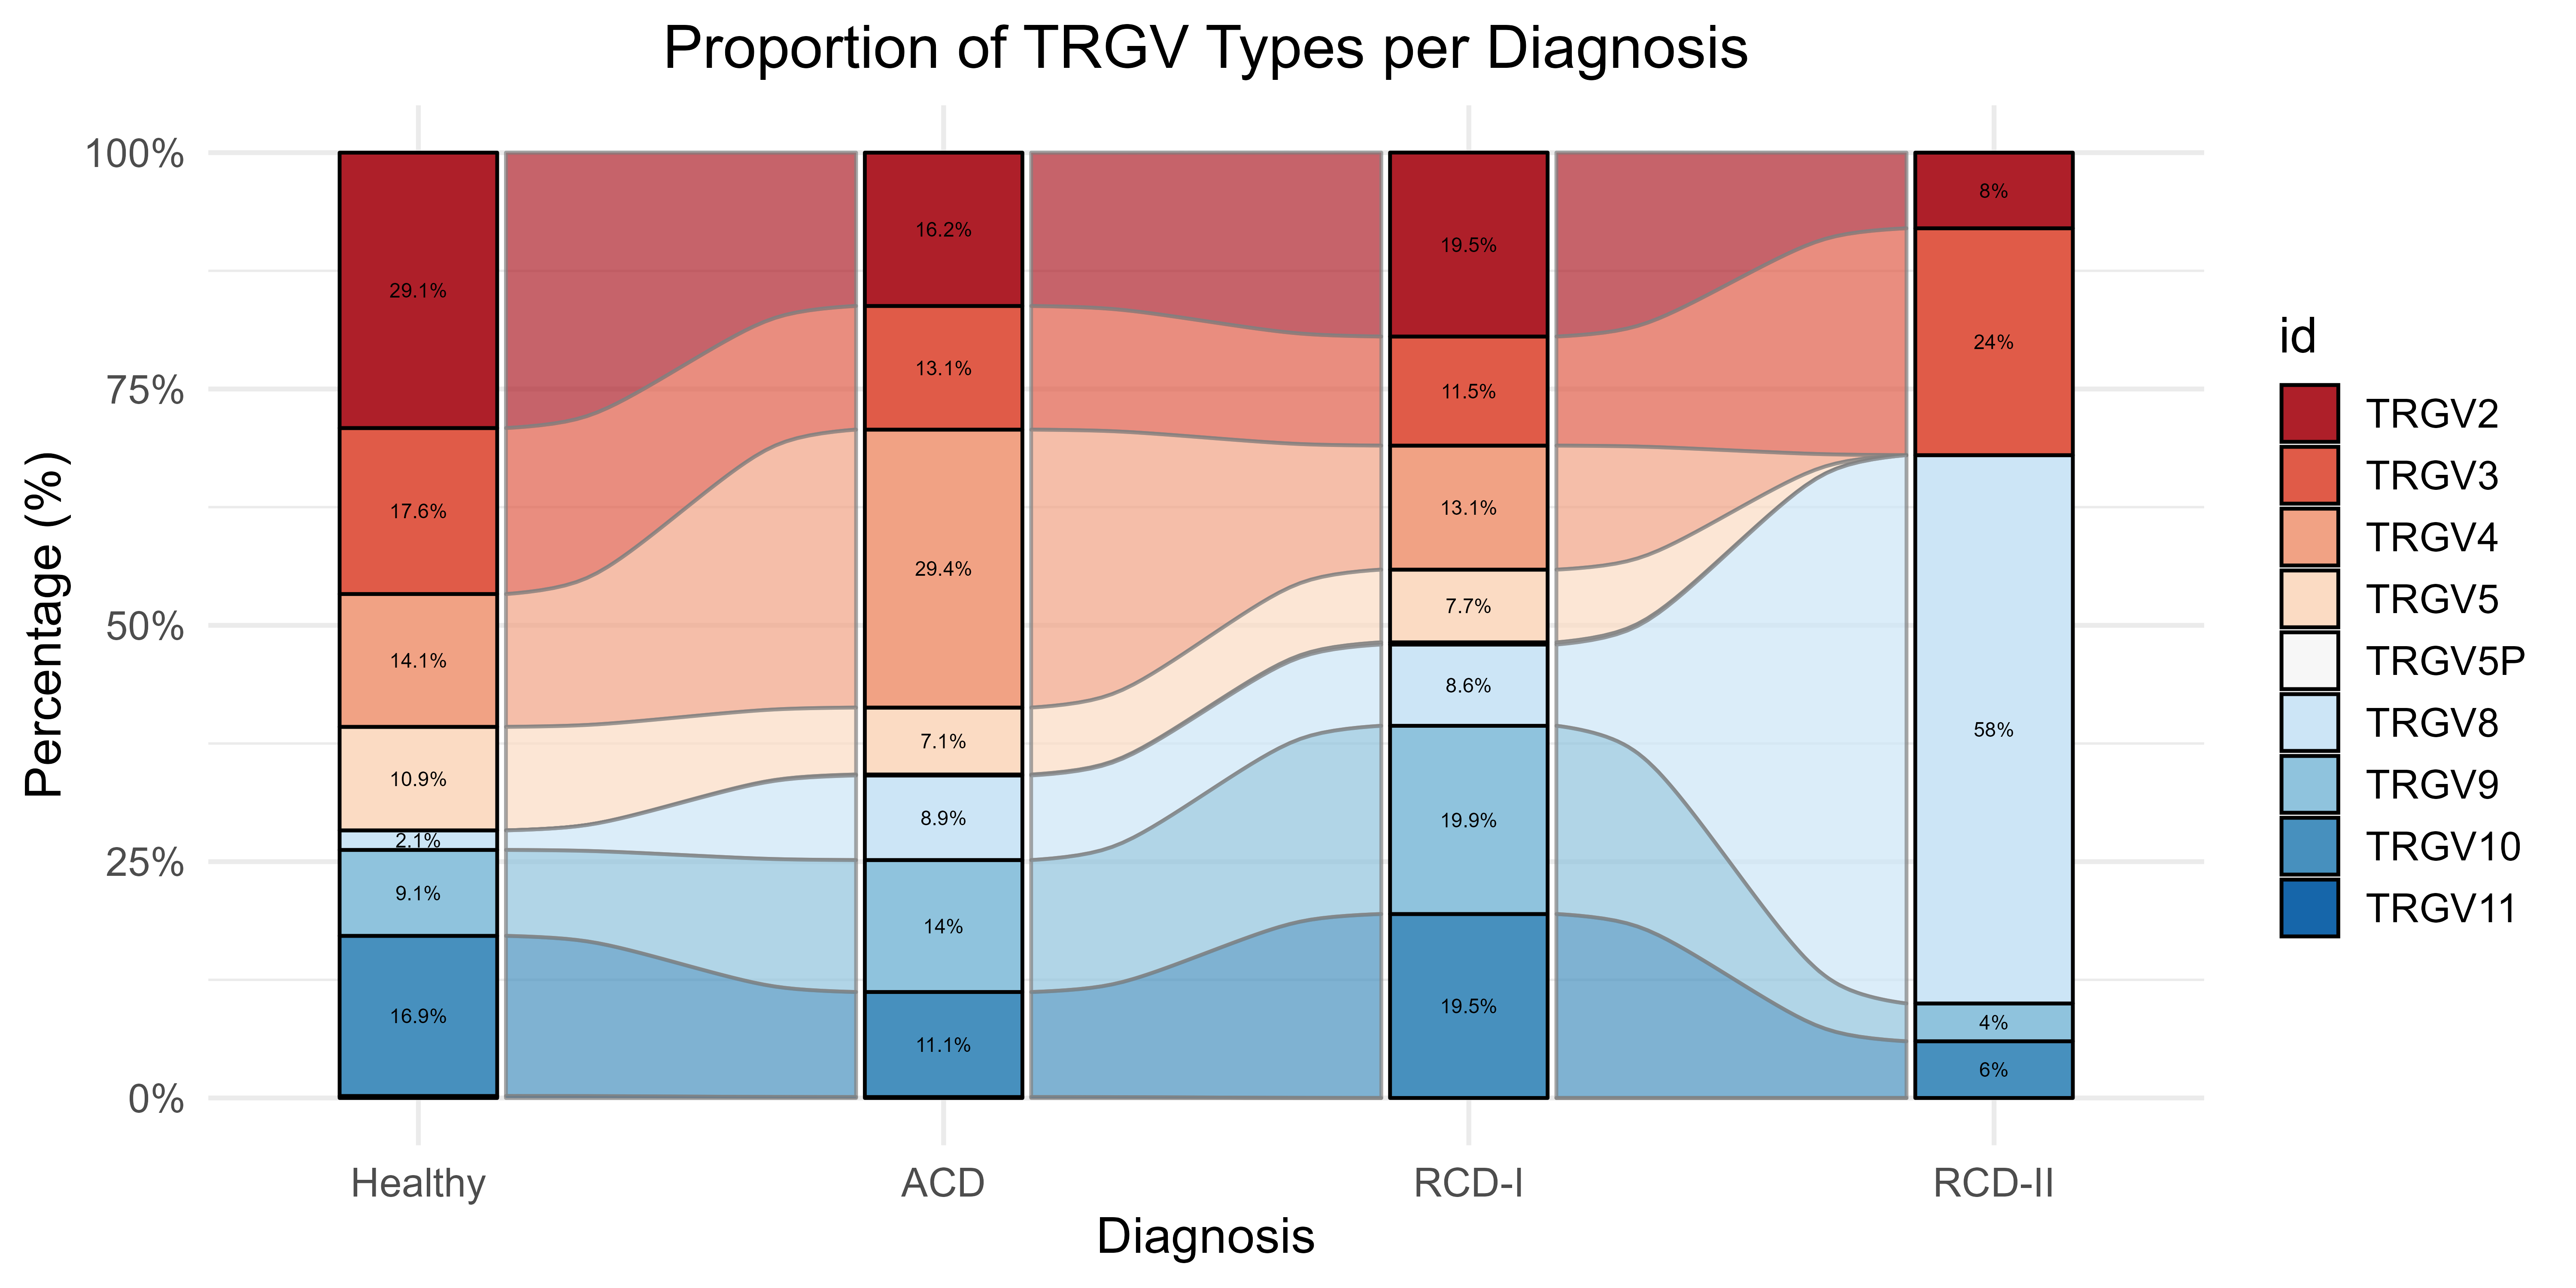 Proportion of TRGV Types per Diagnosis
Percentage (%)
100%
75%
50%
25%
0%
29.1%
17.6%
14.1%
10.9%
2.1%
9.1%
16.9%
16.2%
13.1%
29.4%
7.1%
8.9%
14%
11.1%
19.5%
11.5%
13.1%
7.7%
8.6%
19.9%
19.5%
8%
24%
58%
4%
6%
Healthy
ACD
RCD-I
RCD-II
Diagnosis
id
TRGV2
TRGV3
TRGV4
TRGV5
TRGV5P
TRGV8
TRGV9
TRGV10
TRGV11